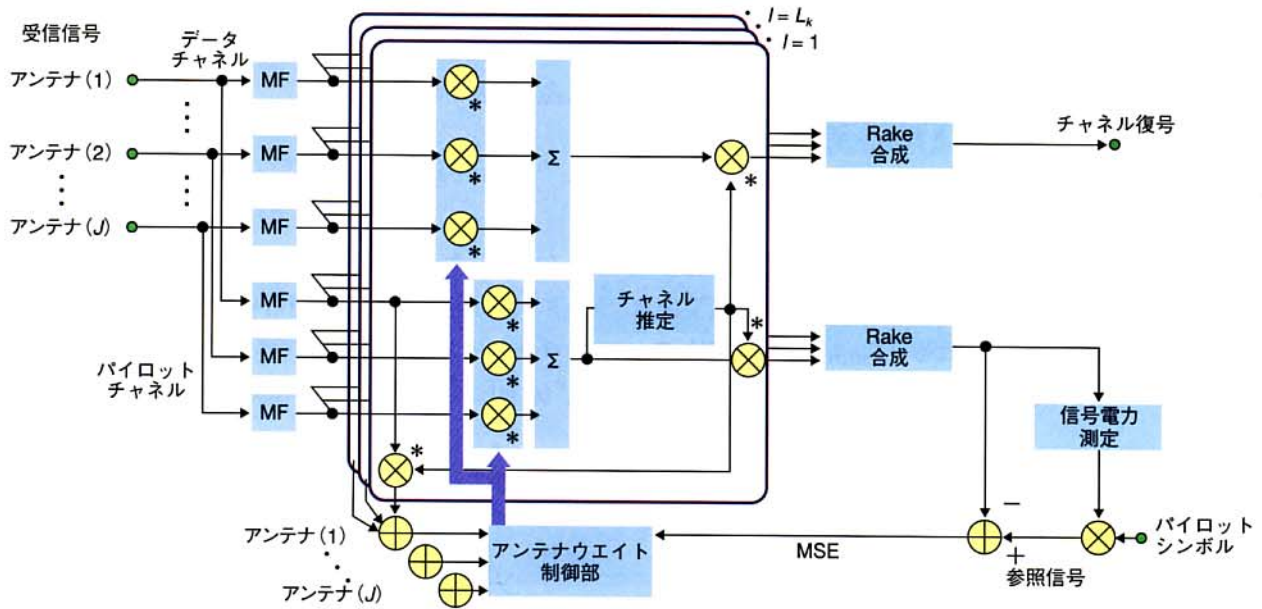 l = Lₖ
l = 1
受信信号
データ
チャネル
アンテナ(1)
MF
*
Rake
合成
チャネル復号
アンテナ(2)
MF
*
Σ
*
アンテナ(J)
MF
*
MF
*
チャネル
推定
*
Rake
合成
MF
*
Σ
パイロット
チャネル
MF
*
信号電力
測定
*
アンテナ(1)
アンテナ(J)
アンテナウエイト
制御部
MSE
−
+
参照信号
パイロット
シンボル